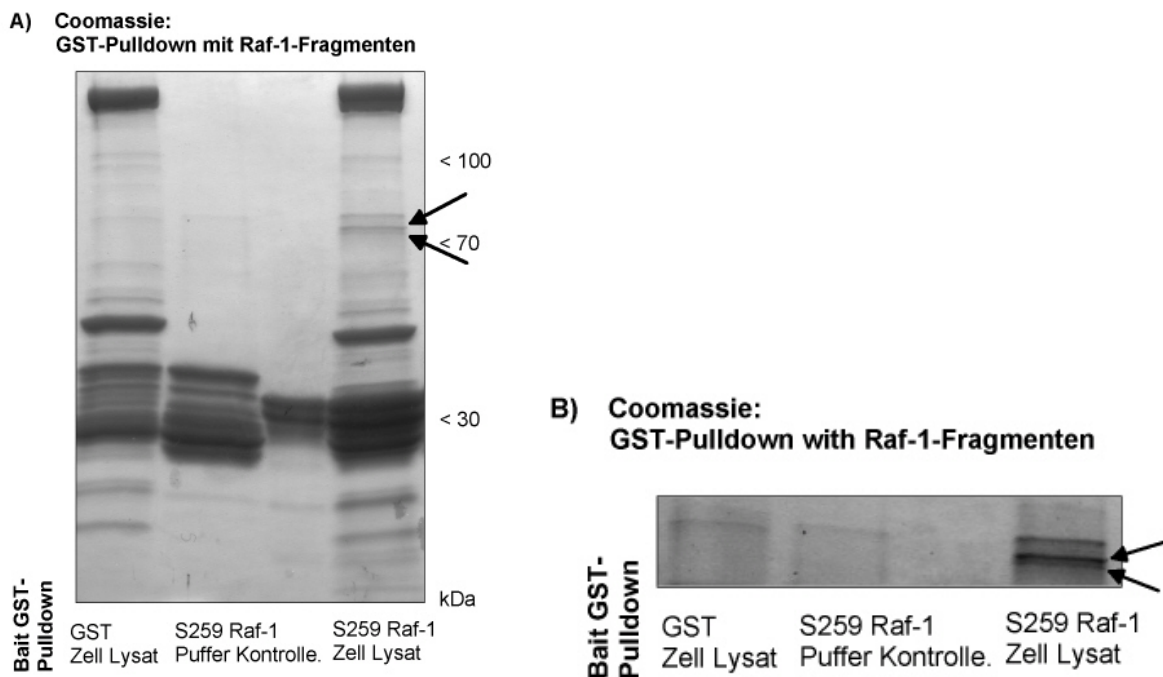 A) Coomassie:
GST-Pulldown mit Raf-1-Fragmenten
< 100
< 70
< 30
kDa
Bait GST-
Pulldown
GST
Zell Lysat
S259 Raf-1
Puffer Kontrolle.
S259 Raf-1
Zell Lysat
B) Coomassie:
GST-Pulldown with Raf-1-Fragmenten
Bait GST-
Pulldown
GST
Zell Lysat
S259 Raf-1
Puffer Kontrolle.
S259 Raf-1
Zell Lysat